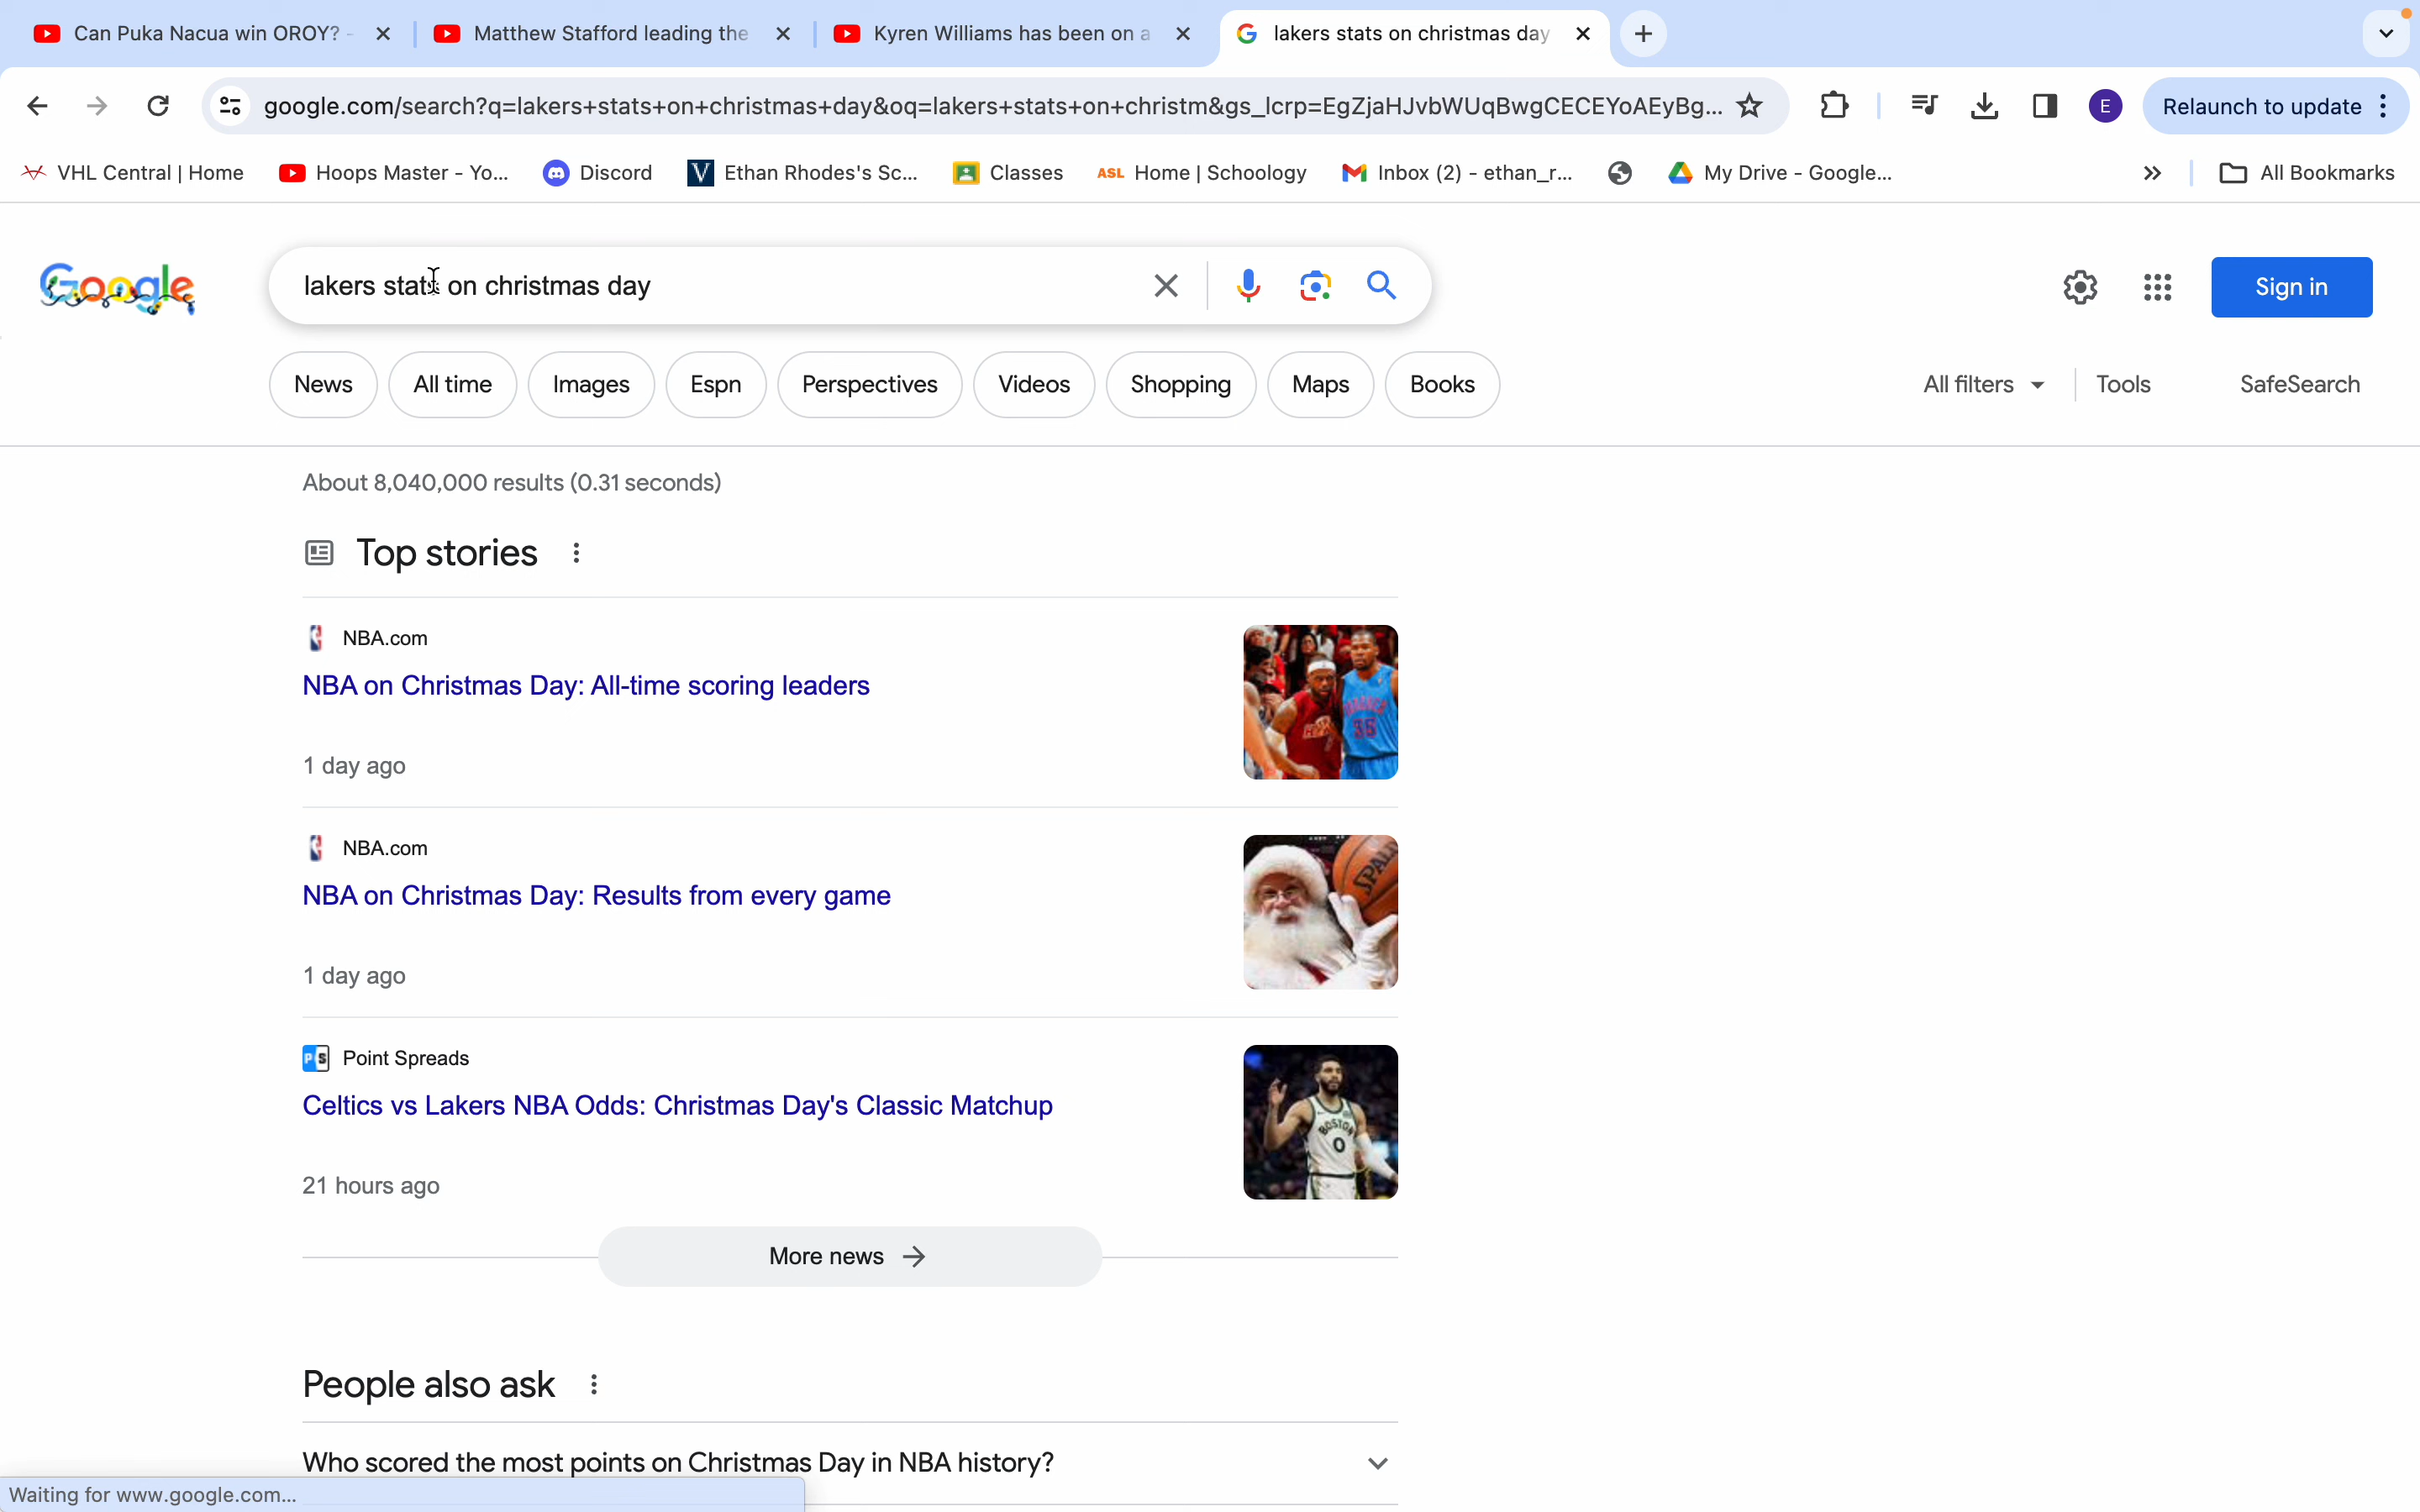 Can Puka Nacua win OROY? -
Matthew Stafford leading the
Kyren Williams has been on a
lakers stats on christmas day
google.com/search?q=lakers+stats+on+christmas+day&oq=lakers+stats+on+christm&gs_lcrp=EgZjaHJvbWUqBwgCECEYoAEyBg...
E
Relaunch to update
VHL Central | Home
Hoops Master - Yo...
Discord
Ethan Rhodes's Sc...
Classes
ASL Home | Schoology
Inbox (2) - ethan_r...
My Drive - Google...
All Bookmarks
Google
lakers stats on christmas day
Sign in
News
All time
Images
Espn
Perspectives
Videos
Shopping
Maps
Books
All filters
Tools
SafeSearch
About 8,040,000 results (0.31 seconds)
Top stories
NBA.com
NBA on Christmas Day: All-time scoring leaders
1 day ago
35
NBA.com
NBA on Christmas Day: Results from every game
1 day ago
PS Point Spreads
Celtics vs Lakers NBA Odds: Christmas Day's Classic Matchup
21 hours ago
BOSTON
0
More news
People also ask
Who scored the most points on Christmas Day in NBA history?
Waiting for www.google.com...